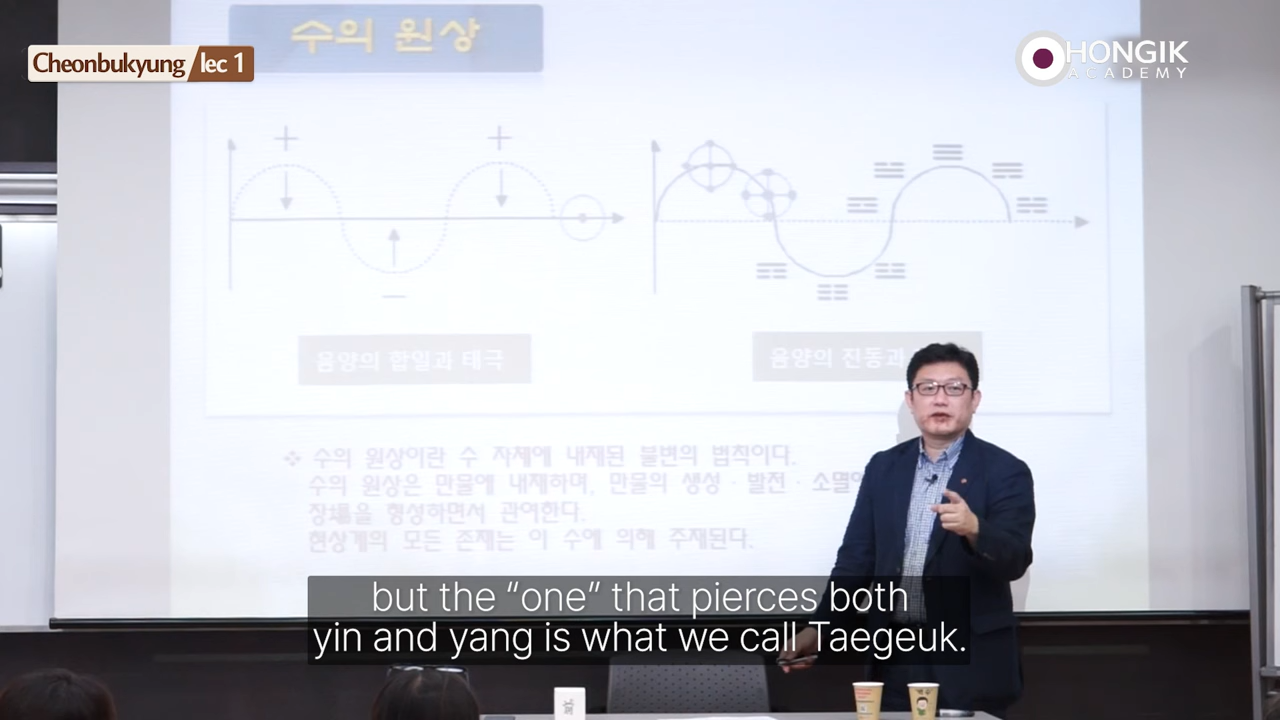 Cheonbukyung lec 1
HONGIK
ACADEMY
수의 원상
+
+
−
음양의 합일과 태극
음양의 진동과
❖ 수의 원상이란 수 자체에 내재된 불변의 법칙이다.
수의 원상은 만물에 내재하며, 만물의 생성 · 발전 · 소멸에
장場을 형성하면서 관여한다.
현상계의 모든 존재는 이 수에 의해 주재된다.
but the “one” that pierces both
yin and yang is what we call Taegeuk.